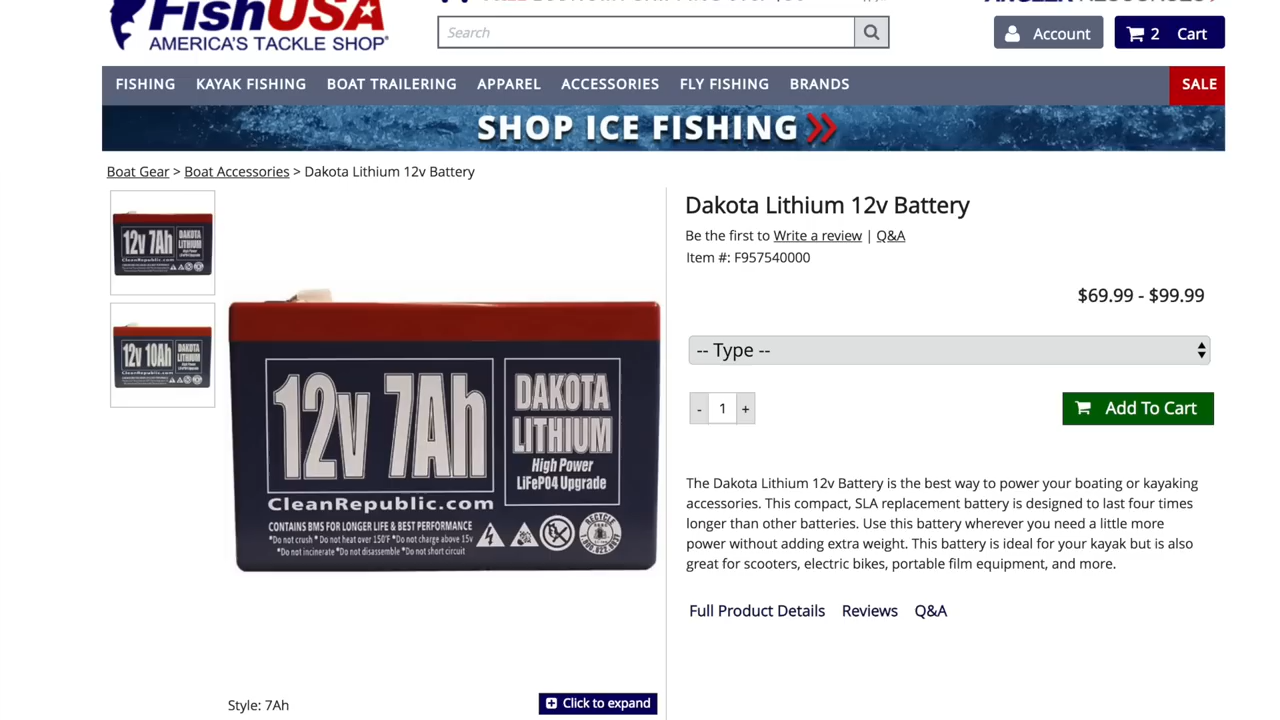 FishUSA
AMERICA'S TACKLE SHOP®
Search
Account
2 Cart
FISHING KAYAK FISHING BOAT TRAILERING APPAREL ACCESSORIES FLY FISHING BRANDS SALE
SHOP ICE FISHING
Boat Gear > Boat Accessories > Dakota Lithium 12v Battery
12v 7Ah
DAKOTA
LITHIUM
12v 10Ah
DAKOTA
LITHIUM
12v 7Ah
DAKOTA
LITHIUM
High Power
LiFePO4 Upgrade
CleanRepublic.com
CONTAINS BMS FOR LONGER LIFE & BEST PERFORMANCE
*Do not crush *Do not heat over 150°F *Do not charge above 15v
*Do not incinerate *Do not disassemble *Do not short circuit
Style: 7Ah
Click to expand
Dakota Lithium 12v Battery
Be the first to Write a review | Q&A
Item #: F957540000
$69.99 - $99.99
-- Type --
- 1 +
Add To Cart
The Dakota Lithium 12v Battery is the best way to power your boating or kayaking
accessories. This compact, SLA replacement battery is designed to last four times
longer than other batteries. Use this battery wherever you need a little more
power without adding extra weight. This battery is ideal for your kayak but is also
great for scooters, electric bikes, portable film equipment, and more.
Full Product Details Reviews Q&A